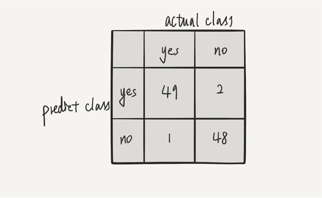 actual class
yes no
yes 49 2
predict class
no 1 48